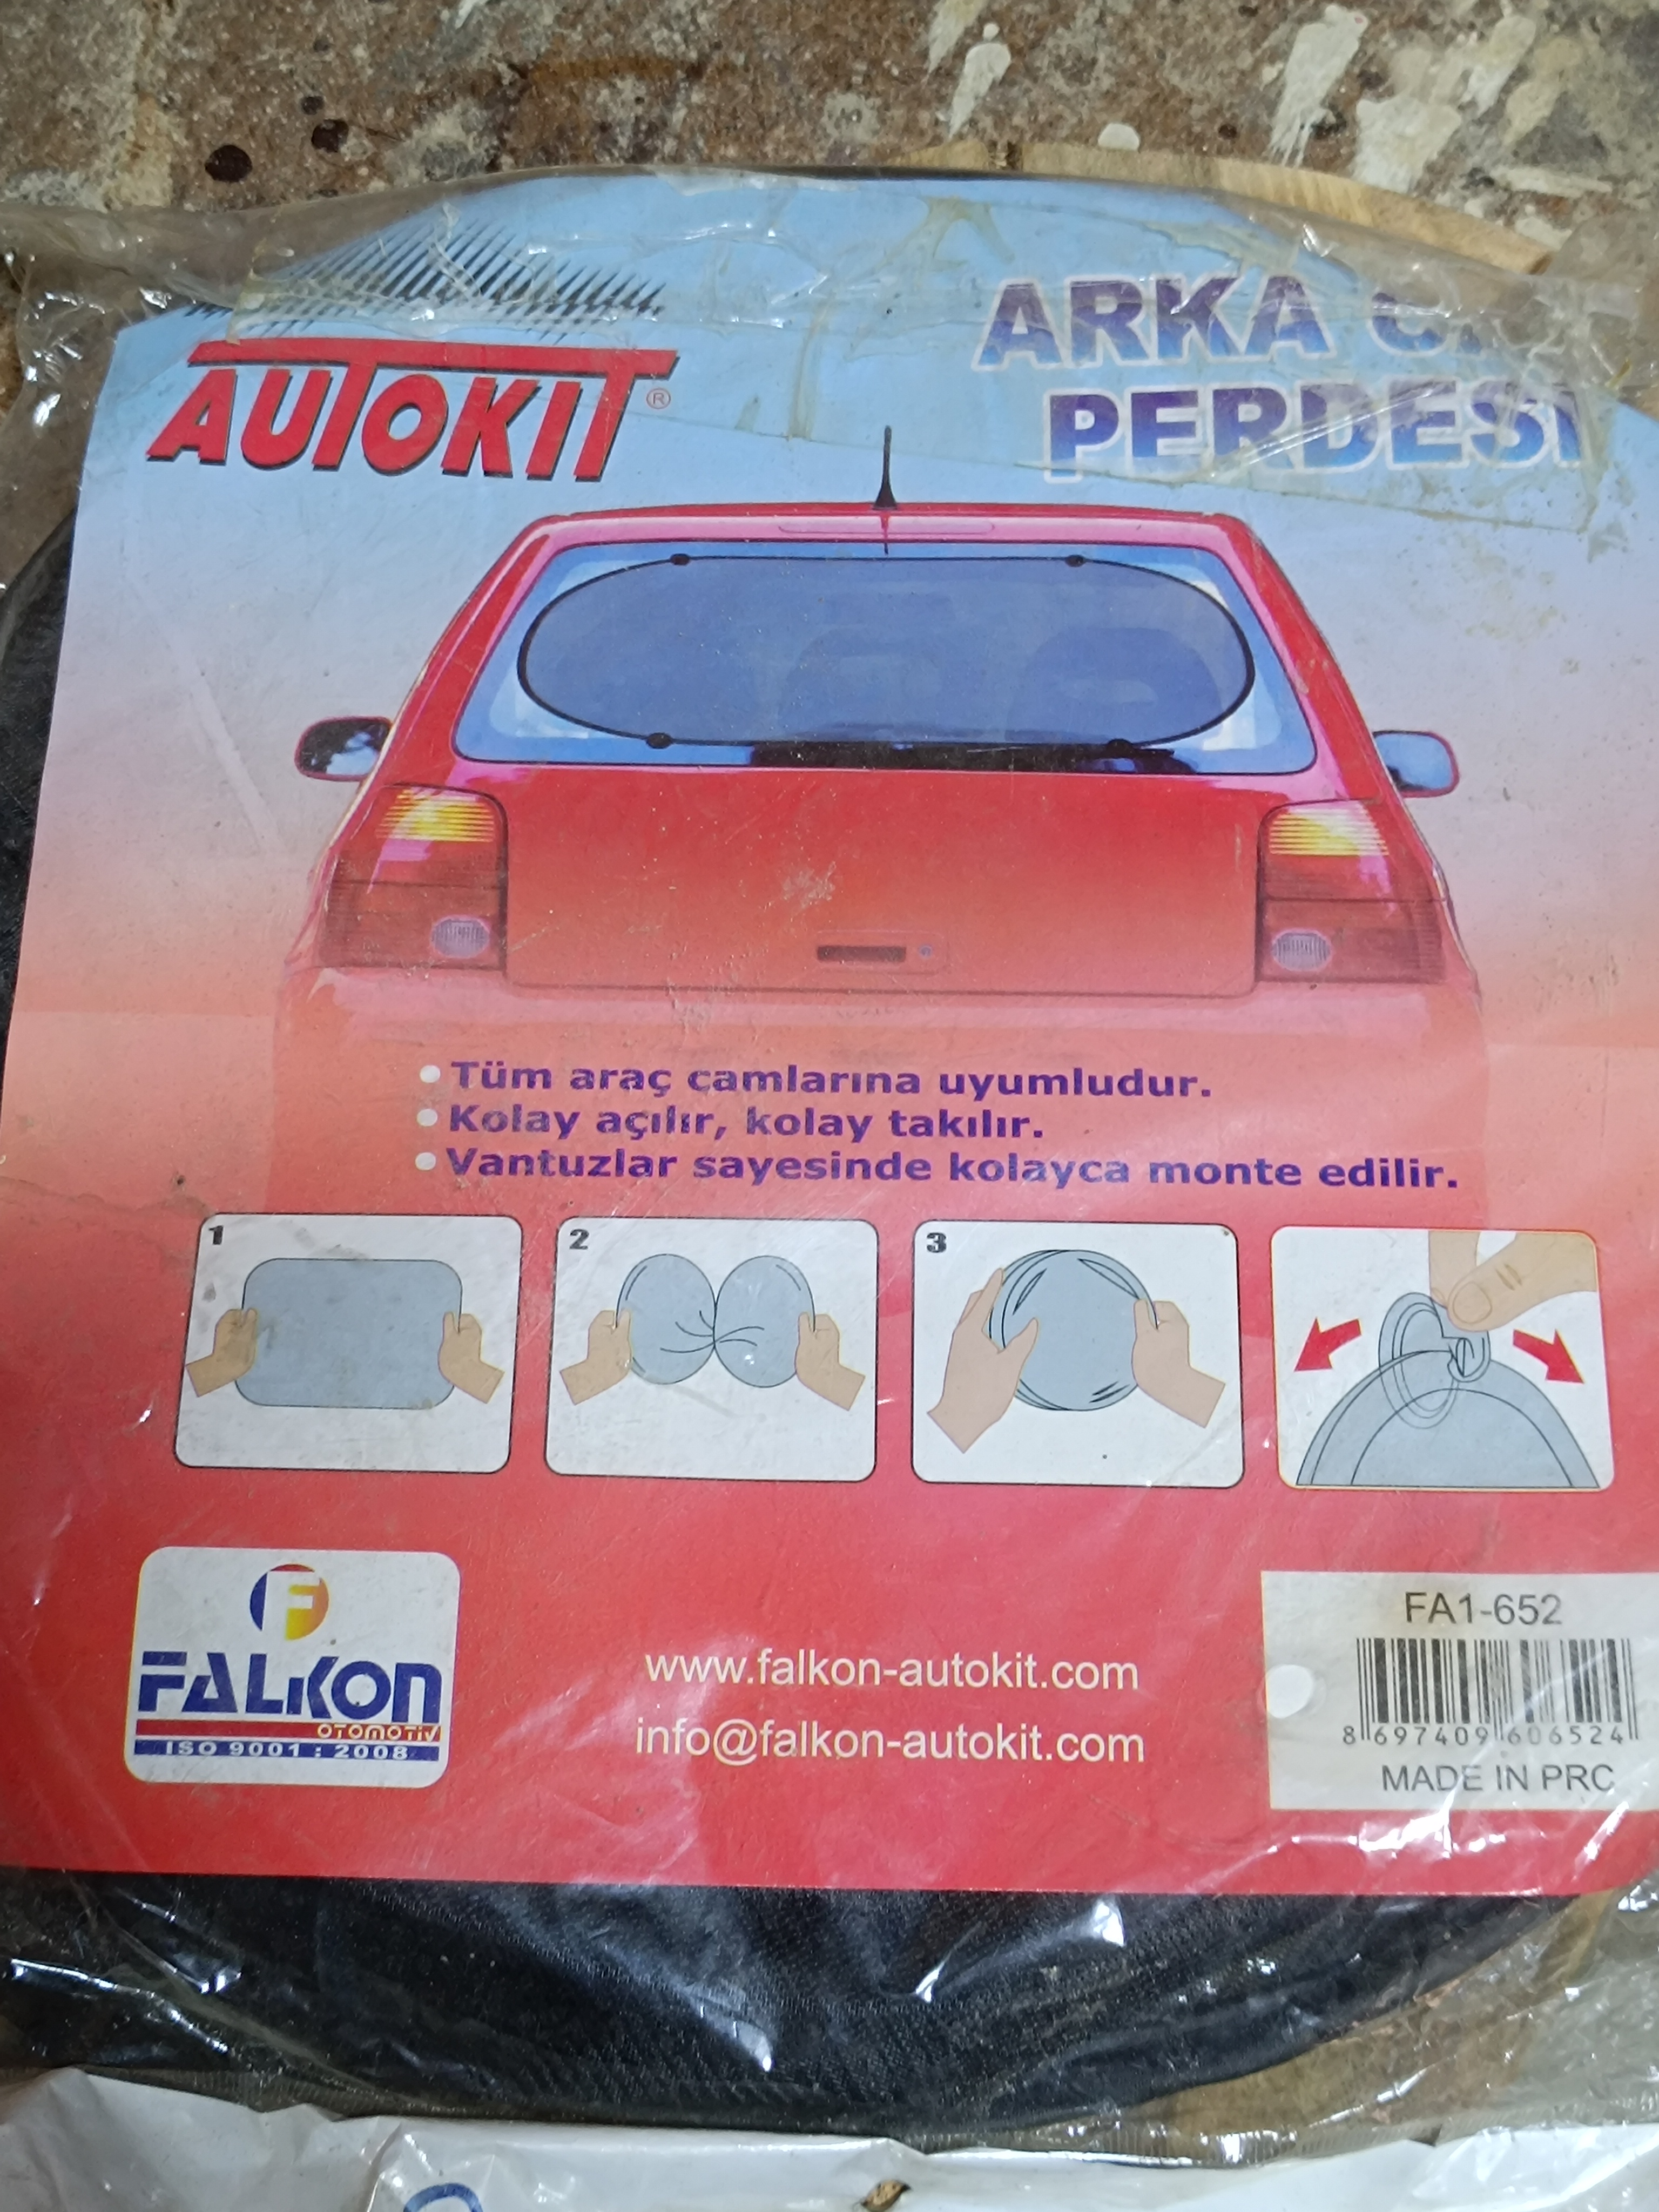 AUTOKIT®
ARKA
PERDESİ
Tüm araç camlarına uyumludur.
Kolay açılır, kolay takılır.
Vantuzlar sayesinde kolayca monte edilir.
1
2
3
F
FALKON
OTOMOTİV
ISO 9001 : 2008
www.falkon-autokit.com
info@falkon-autokit.com
FA1-652
8 697409 606524
MADE IN PRC